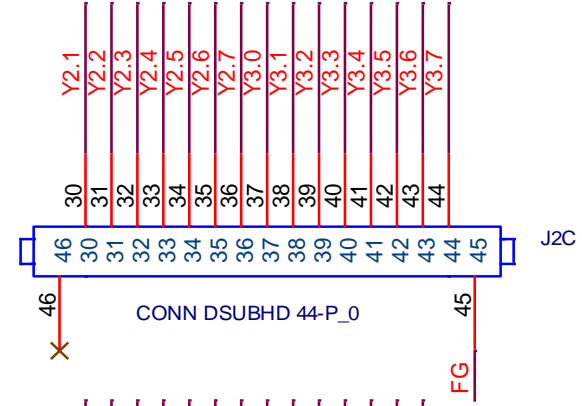 Y2.1 Y2.2 Y2.3 Y2.4 Y2.5 Y2.6 Y2.7 Y3.0 Y3.1 Y3.2 Y3.3 Y3.4 Y3.5 Y3.6 Y3.7
30 31 32 33 34 35 36 37 38 39 40 41 42 43 44
46 30 31 32 33 34 35 36 37 38 39 40 41 42 43 44 45
J2C
46
CONN DSUBHD 44-P_0
45
FG